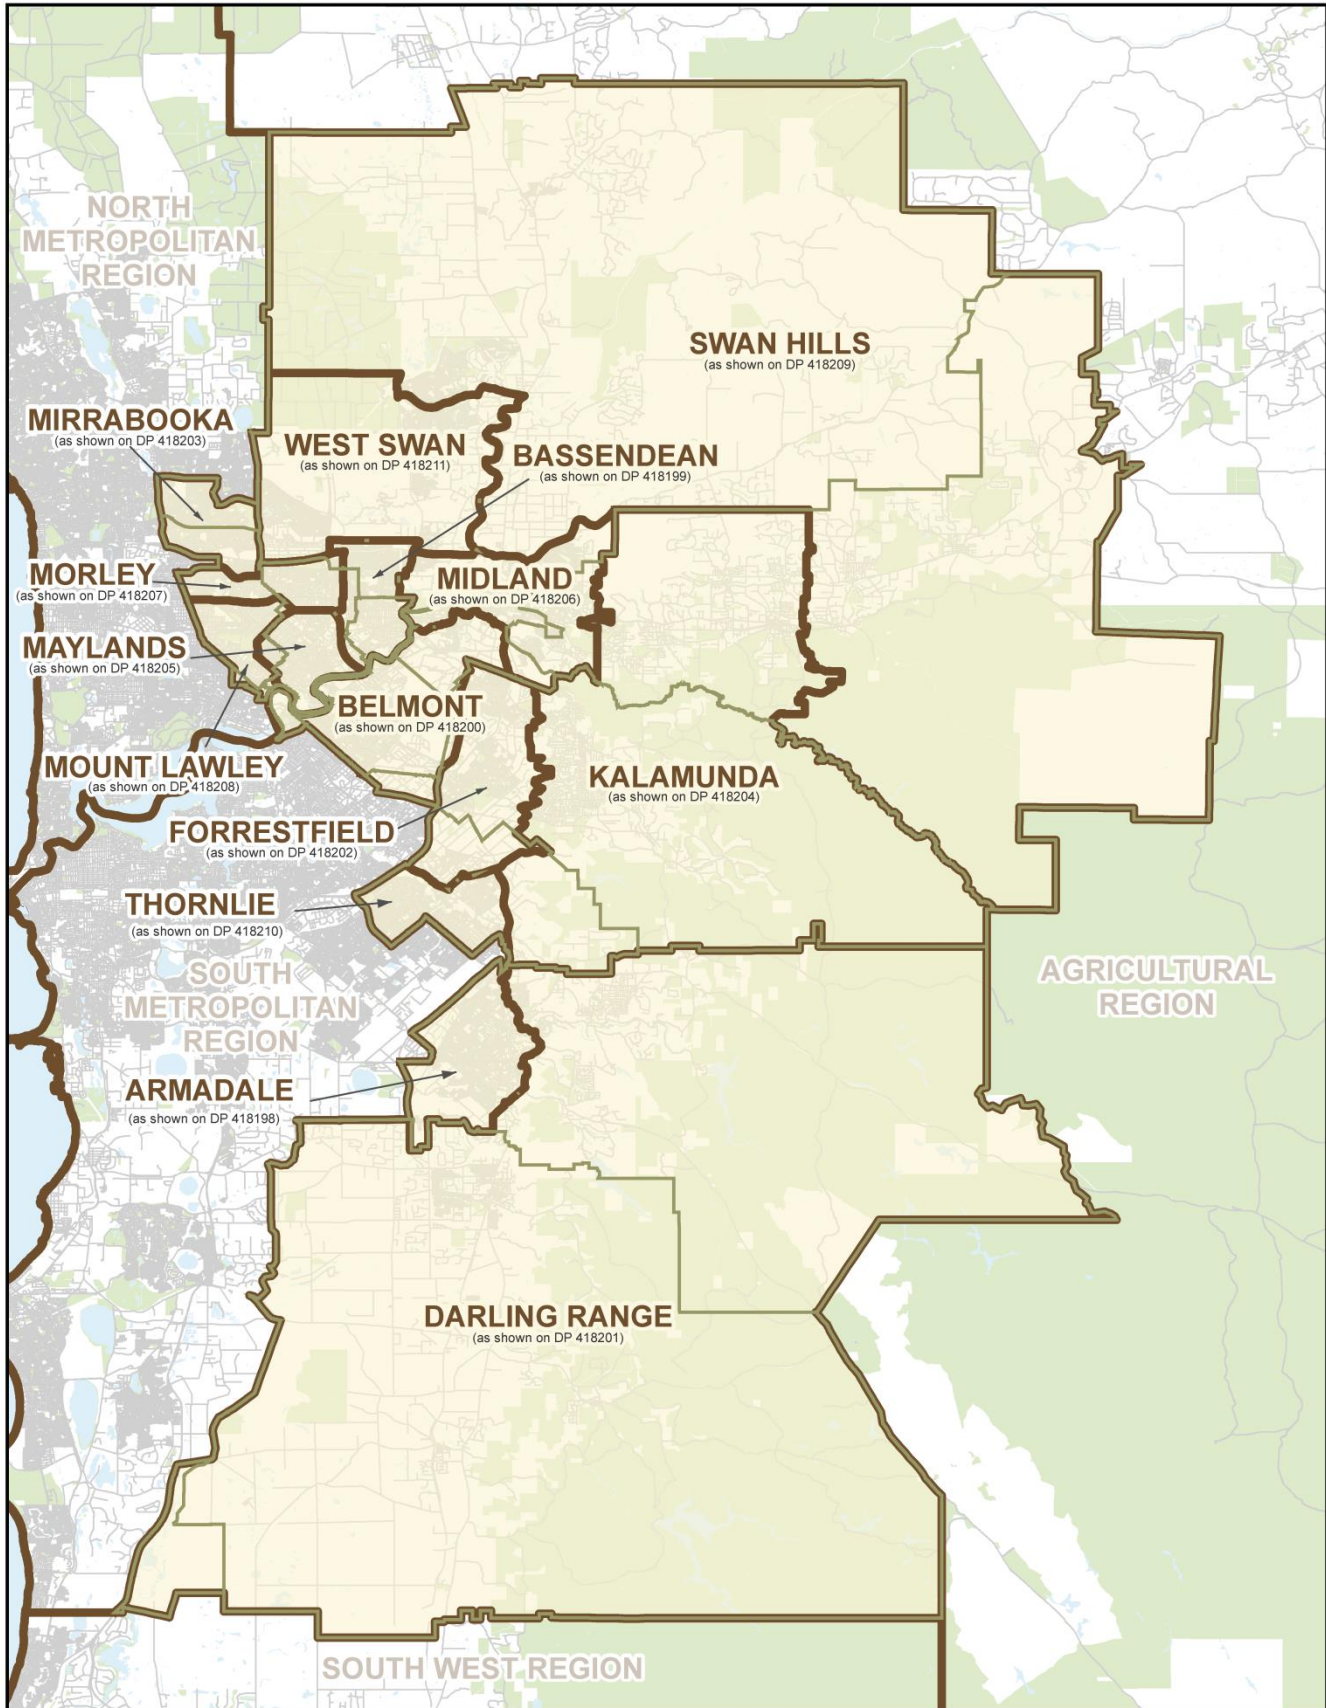 NORTH
METROPOLITAN
REGION
SWAN HILLS
(as shown on DP 418209)
MIRRABOOKA
(as shown on DP 418203)
WEST SWAN
(as shown on DP 418211)
BASSENDEAN
(as shown on DP 418199)
MORLEY
(as shown on DP 418207)
MIDLAND
(as shown on DP 418206)
MAYLANDS
(as shown on DP 418205)
BELMONT
(as shown on DP 418200)
MOUNT LAWLEY
(as shown on DP 418208)
KALAMUNDA
(as shown on DP 418204)
FORRESTFIELD
(as shown on DP 418202)
THORNLIE
(as shown on DP 418210)
SOUTH
METROPOLITAN
REGION
AGRICULTURAL
REGION
ARMADALE
(as shown on DP 418198)
DARLING RANGE
(as shown on DP 418201)
SOUTH WEST REGION